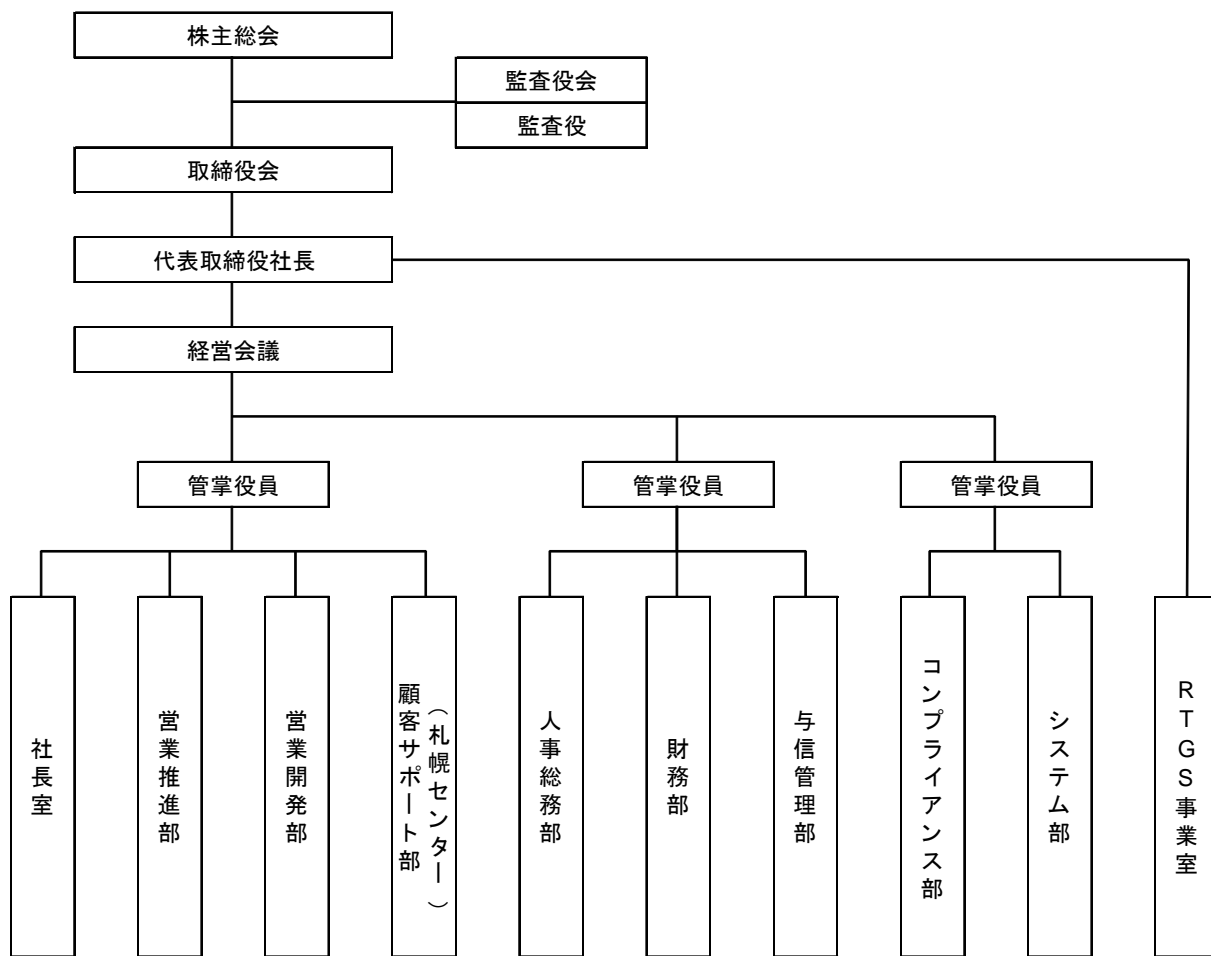 株主総会
監査役会
監査役
取締役会
代表取締役社長
経営会議
管掌役員
管掌役員
管掌役員
社長室
営業推進部
営業開発部
顧客サポート部
（札幌センター）
人事総務部
財務部
与信管理部
コンプライアンス部
システム部
RTGS事業室